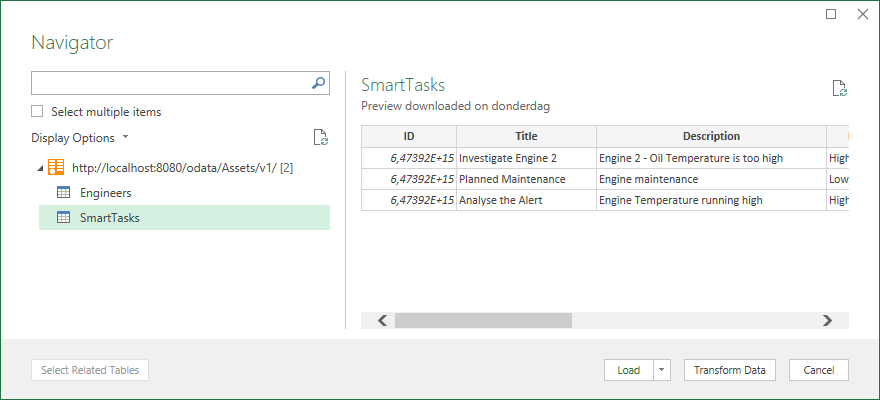 Navigator
Select multiple items
Display Options
http://localhost:8080/odata/Assets/v1/ [2]
Engineers
SmartTasks
SmartTasks
Preview downloaded on donderdag
ID Title Description
6,47392E+15 Investigate Engine 2 Engine 2 - Oil Temperature is too high High
6,47392E+15 Planned Maintenance Engine maintenance Low
6,47392E+15 Analyse the Alert Engine Temperature running high High
Select Related Tables
Load
Transform Data
Cancel